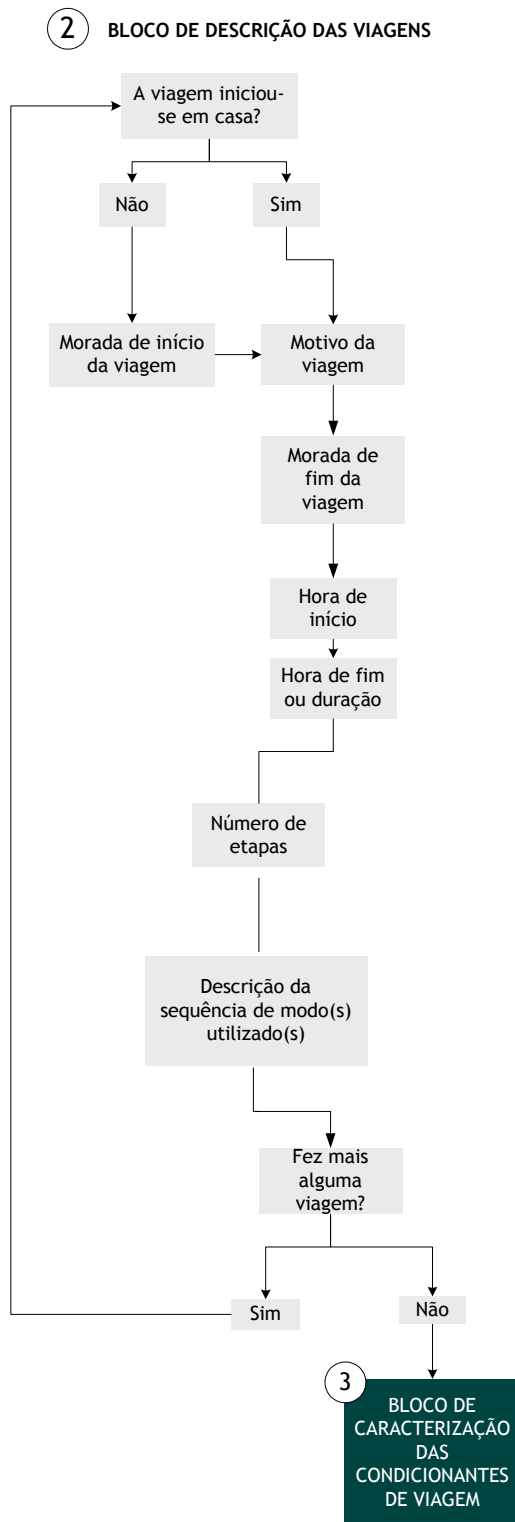 2 BLOCO DE DESCRIÇÃO DAS VIAGENS
A viagem iniciou-
se em casa?
Não
Sim
Morada de início
da viagem
Motivo da
viagem
Morada de
fim da
viagem
Hora de
início
Hora de fim
ou duração
Número de
etapas
Descrição da
sequência de modo(s)
utilizado(s)
Fez mais
alguma
viagem?
Sim
Não
3
BLOCO DE
CARACTERIZAÇÃO
DAS
CONDICIONANTES
DE VIAGEM